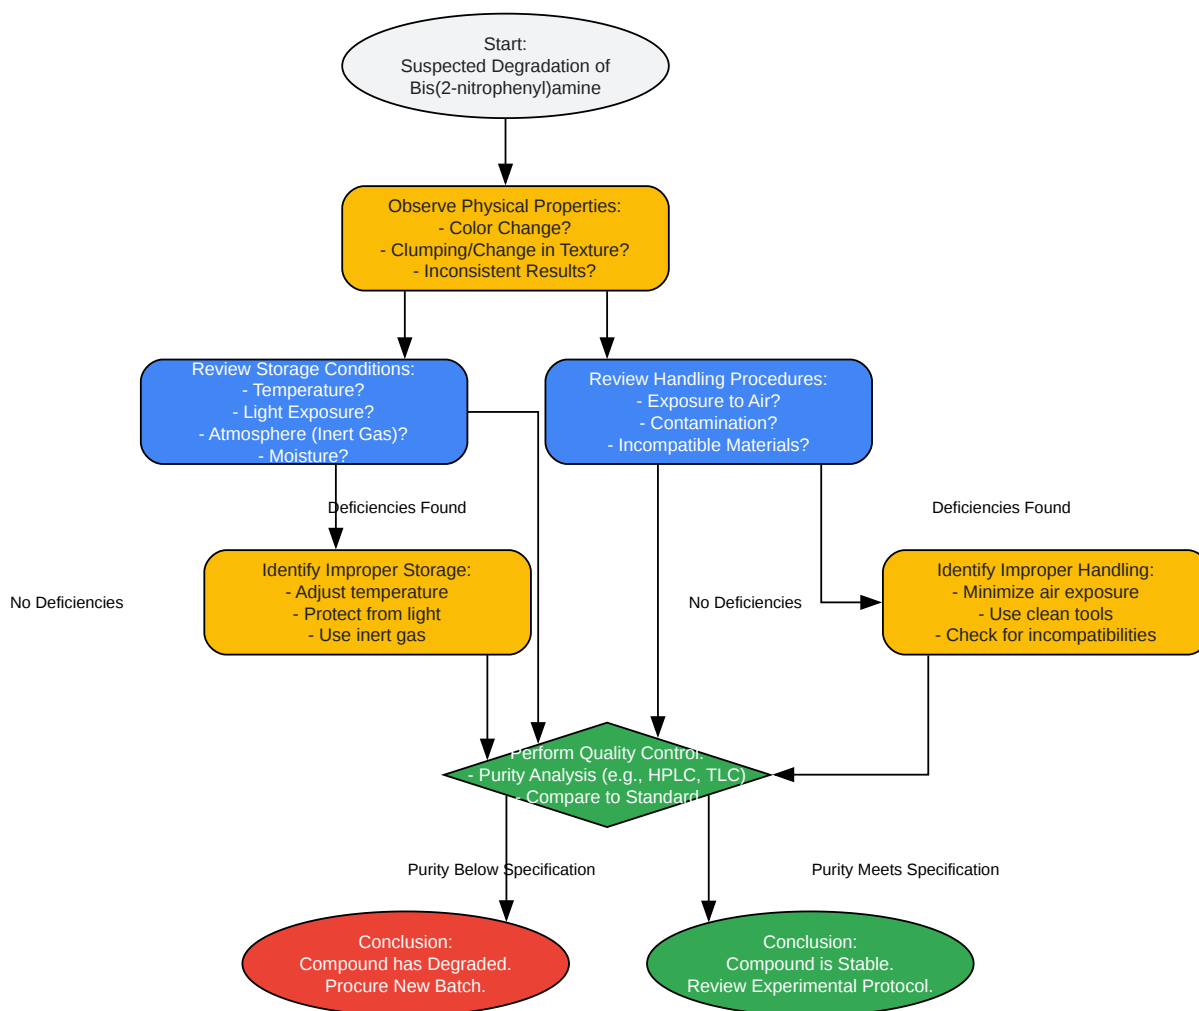 Start:
Suspected Degradation of
Bis(2-nitrophenyl)amine
Observe Physical Properties:
- Color Change?
- Clumping/Change in Texture?
- Inconsistent Results?
Review Storage Conditions:
- Temperature?
- Light Exposure?
- Atmosphere (Inert Gas)?
- Moisture?
Review Handling Procedures:
- Exposure to Air?
- Contamination?
- Incompatible Materials?
Deficiencies Found
Deficiencies Found
No Deficiencies
Identify Improper Storage:
- Adjust temperature
- Protect from light
- Use inert gas
No Deficiencies
Identify Improper Handling:
- Minimize air exposure
- Use clean tools
- Check for incompatibilities
Perform Quality Control:
- Purity Analysis (e.g., HPLC, TLC)
- Compare to Standard
Purity Below Specification
Purity Meets Specification
Conclusion:
Compound has Degraded.
Procure New Batch.
Conclusion:
Compound is Stable.
Review Experimental Protocol.